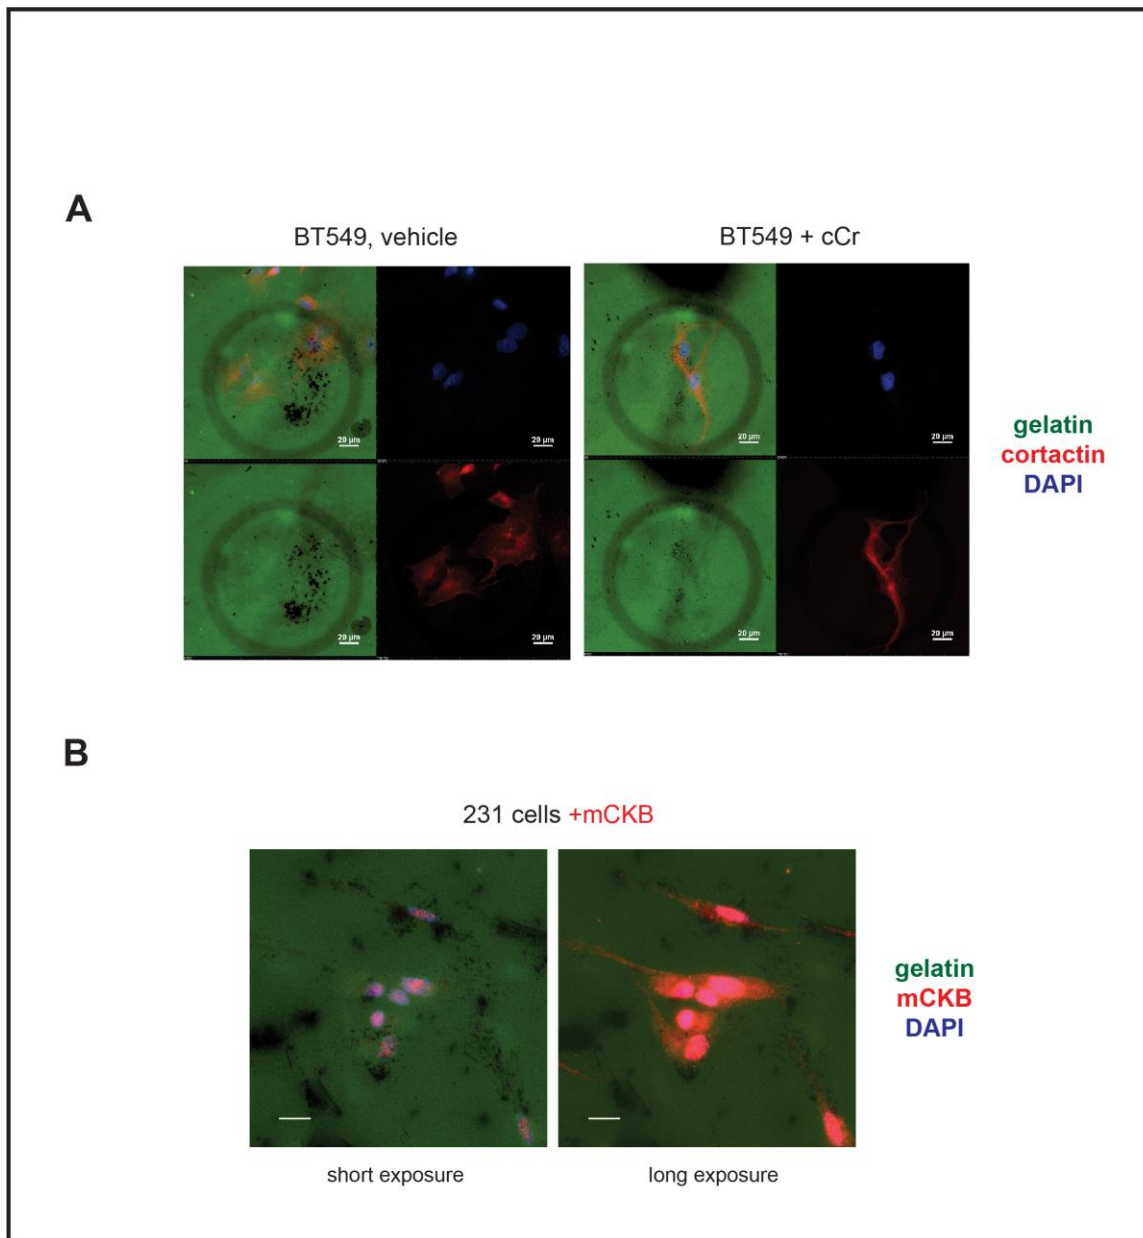 A
BT549, vehicle
BT549 + cCr
20 µm
20 µm
20 µm
20 µm
20 µm
20 µm
20 µm
20 µm
gelatin
cortactin
DAPI
B
231 cells +mCKB
gelatin
mCKB
DAPI
short exposure
long exposure